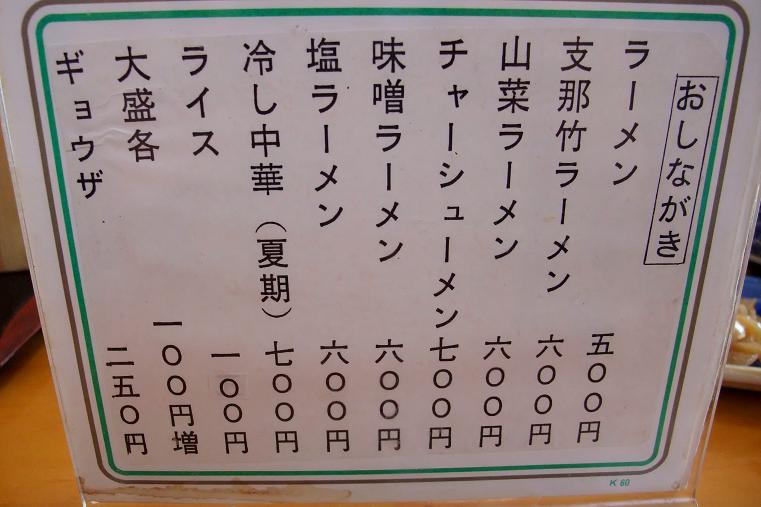 おしながき
ラーメン 五〇〇円
支那竹ラーメン 六〇〇円
山菜ラーメン 六〇〇円
チャーシューメン 七〇〇円
味噌ラーメン 六〇〇円
塩ラーメン 六〇〇円
冷し中華(夏期) 七〇〇円
ライス 一〇〇円
大盛各 一〇〇円増
ギョウザ 二五〇円
K 60